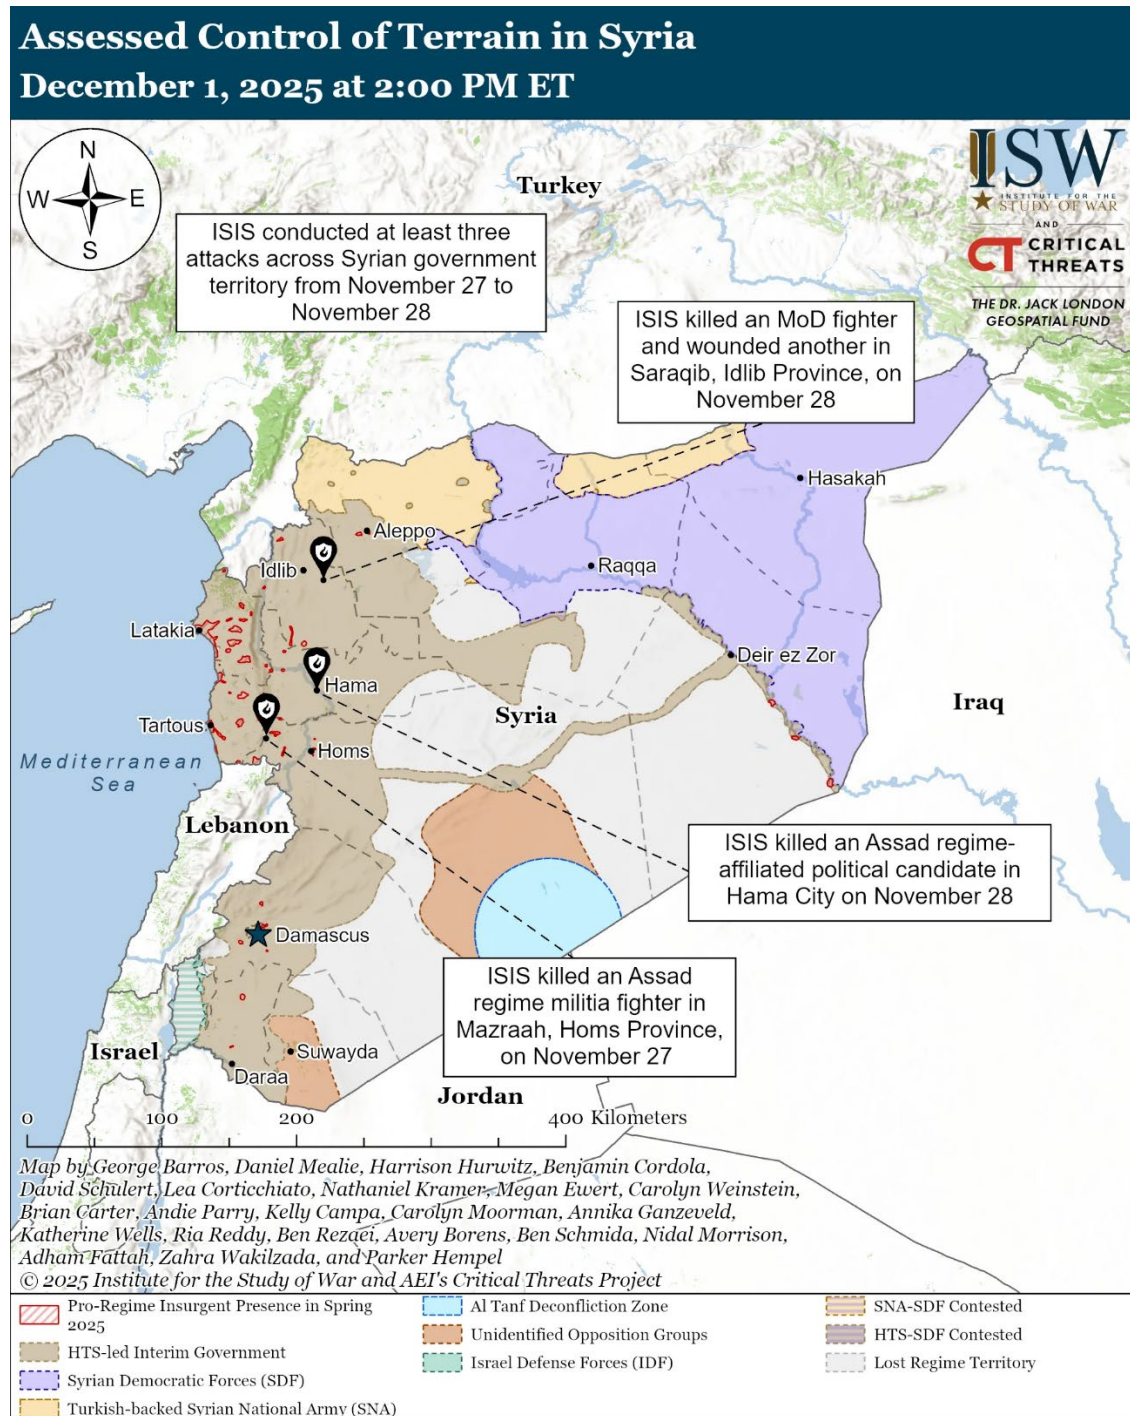 Assessed Control of Terrain in Syria
December 1, 2025 at 2:00 PM ET
N
W
E
S
ISW
INSTITUTE FOR THE
STUDY OF WAR
AND
CT CRITICAL
THREATS
THE DR. JACK LONDON
GEOSPATIAL FUND
Turkey
ISIS conducted at least three
attacks across Syrian government
territory from November 27 to
November 28
ISIS killed an MoD fighter
and wounded another in
Saraqib, Idlib Province, on
November 28
Hasakah
Aleppo
Idlib
Raqqa
Latakia
Deir ez Zor
Hama
Syria
Iraq
Tartous
Homs
Mediterranean
Sea
Lebanon
ISIS killed an Assad regime-
affiliated political candidate in
Hama City on November 28
Damascus
ISIS killed an Assad
regime militia fighter in
Mazraah, Homs Province,
on November 27
Israel
Suwayda
Daraa
Jordan
0 100 200 400 Kilometers
Map by George Barros, Daniel Mealie, Harrison Hurwitz, Benjamin Cordola,
David Schulert, Lea Corticchiato, Nathaniel Kramer, Megan Ewert, Carolyn Weinstein,
Brian Carter, Andie Parry, Kelly Campa, Carolyn Moorman, Annika Ganzeveld,
Katherine Wells, Ria Reddy, Ben Rezaei, Avery Borens, Ben Schmida, Nidal Morrison,
Adham Fattah, Zahra Wakilzada, and Parker Hempel
© 2025 Institute for the Study of War and AEI's Critical Threats Project
Pro-Regime Insurgent Presence in Spring
2025
HTS-led Interim Government
Syrian Democratic Forces (SDF)
Turkish-backed Syrian National Army (SNA)
Al Tanf Deconfliction Zone
Unidentified Opposition Groups
Israel Defense Forces (IDF)
SNA-SDF Contested
HTS-SDF Contested
Lost Regime Territory